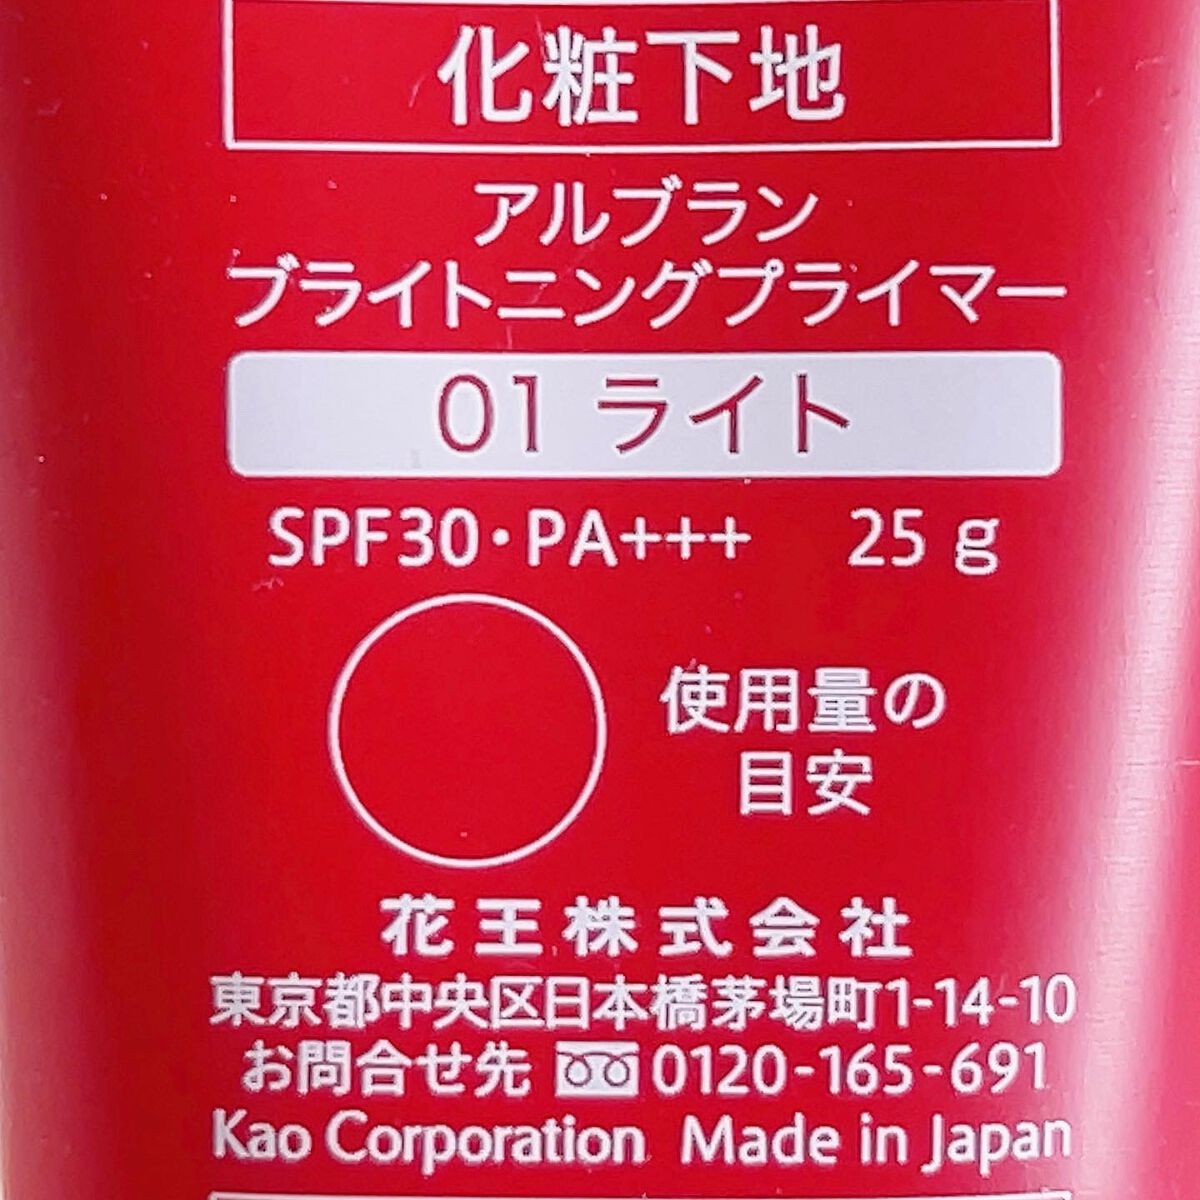 化粧下地
アルブラン
ブライトニングプライマー
01 ライト
SPF30・PA+++ 25 g
使用量の
目安
花王株式会社
東京都中央区日本橋茅場町1-14-10
お問合せ先 0120-165-691
Kao Corporation Made in Japan